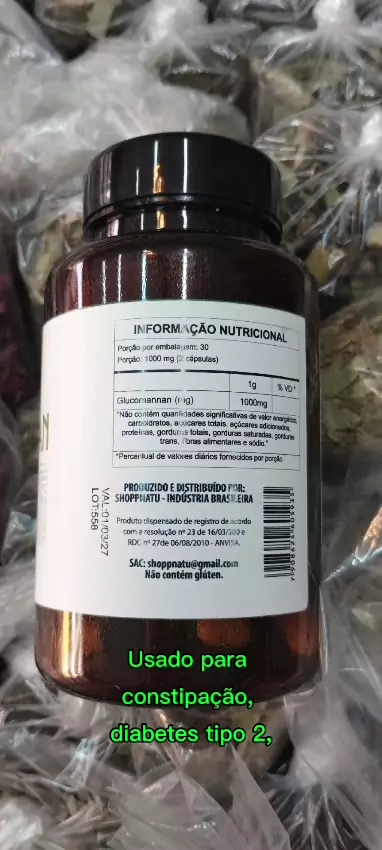 INFORMAÇÃO NUTRICIONAL
Porção por embalagem: 30
Porção: 1000 mg (2 cápsulas)
1g
% VD*
Glucomannan (mg)
1000mg
*Não contém quantidades significativas de valor energético,
carboidratos, açúcares totais, açúcares adicionados,
proteínas, gorduras totais, gorduras saturadas, gorduras
trans, fibras alimentares e sódio.*
*Percentual de valores diários fornecidos por porção
PRODUZIDO E DISTRIBUÍDO POR:
SHOPPNATU - INDÚSTRIA BRASILEIRA
VAL:01/03/27
LOT:558
Produto dispensado de registro de acordo
com a resolução nº 23 de 16/03/200 e
RDC nº 27de 06/08/2010 - ANVISA.
SAC: shoppnatu@gmail.com
Não contém glúten.
Usado para
constipação,
diabetes tipo 2,